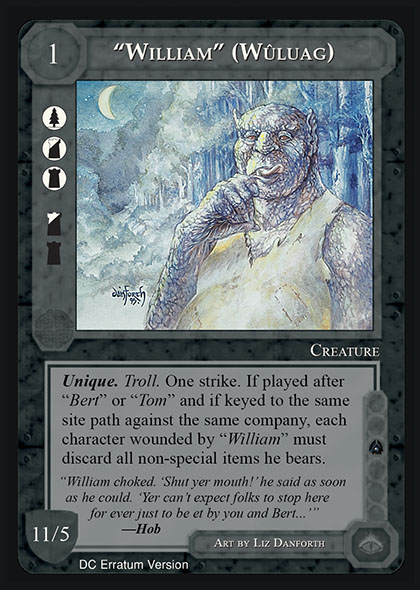 1
“William” (Wûluag)
Danforth
95.
Creature
Unique. Troll. One strike. If played after
“Bert” or “Tom” and if keyed to the same
site path against the same company, each
character wounded by “William” must
discard all non-special items he bears.
“William choked. ‘Shut yer mouth!’ he said as soon
as he could. ‘Yer can’t expect folks to stop here
for ever just to be et by you and Bert...’”
—Hob
11/5
Art by Liz Danforth
DC Erratum Version